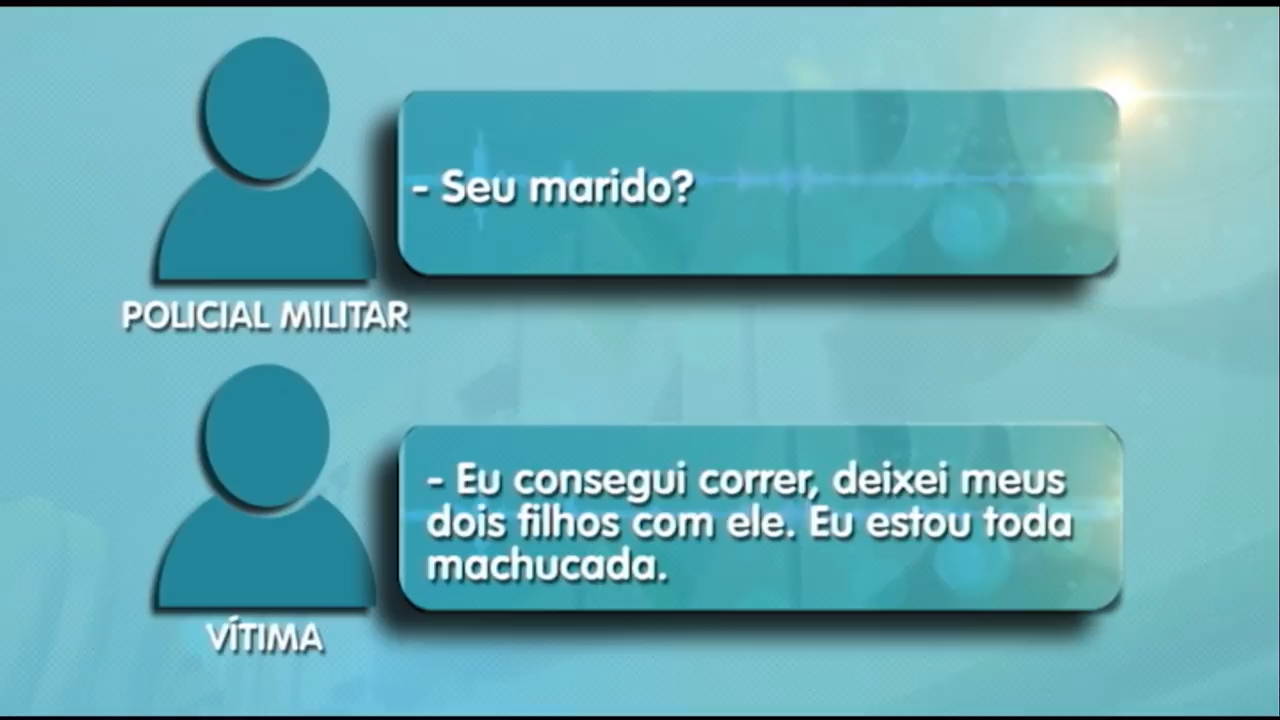 - Seu marido?
POLICIAL MILITAR
- Eu consegui correr, deixei meus
dois filhos com ele. Eu estou toda
machucada.
VÍTIMA